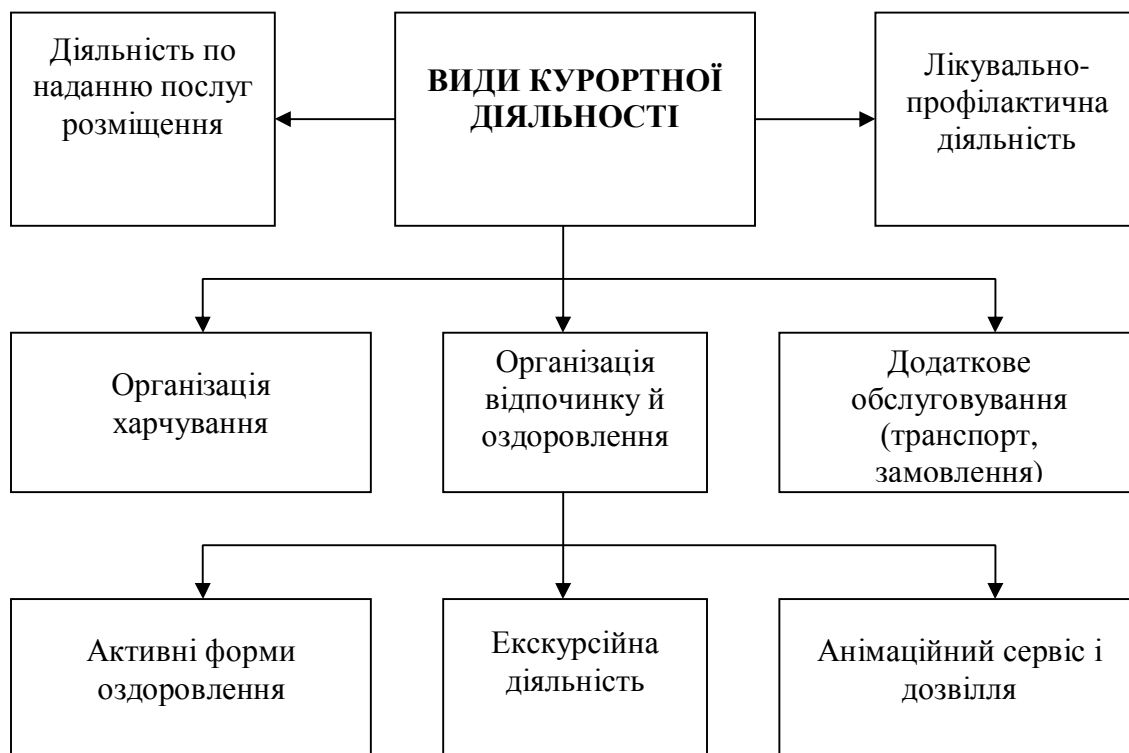 Діяльність по
наданню послуг
розміщення
ВИДИ КУРОРТНОЇ
ДІЯЛЬНОСТІ
Лікувально-
профілактична
діяльність
Організація
харчування
Організація
відпочинку й
оздоровлення
Додаткове
обслуговування
(транспорт,
замовлення)
Активні форми
оздоровлення
Екскурсійна
діяльність
Анімаційний сервіс і
дозвілля